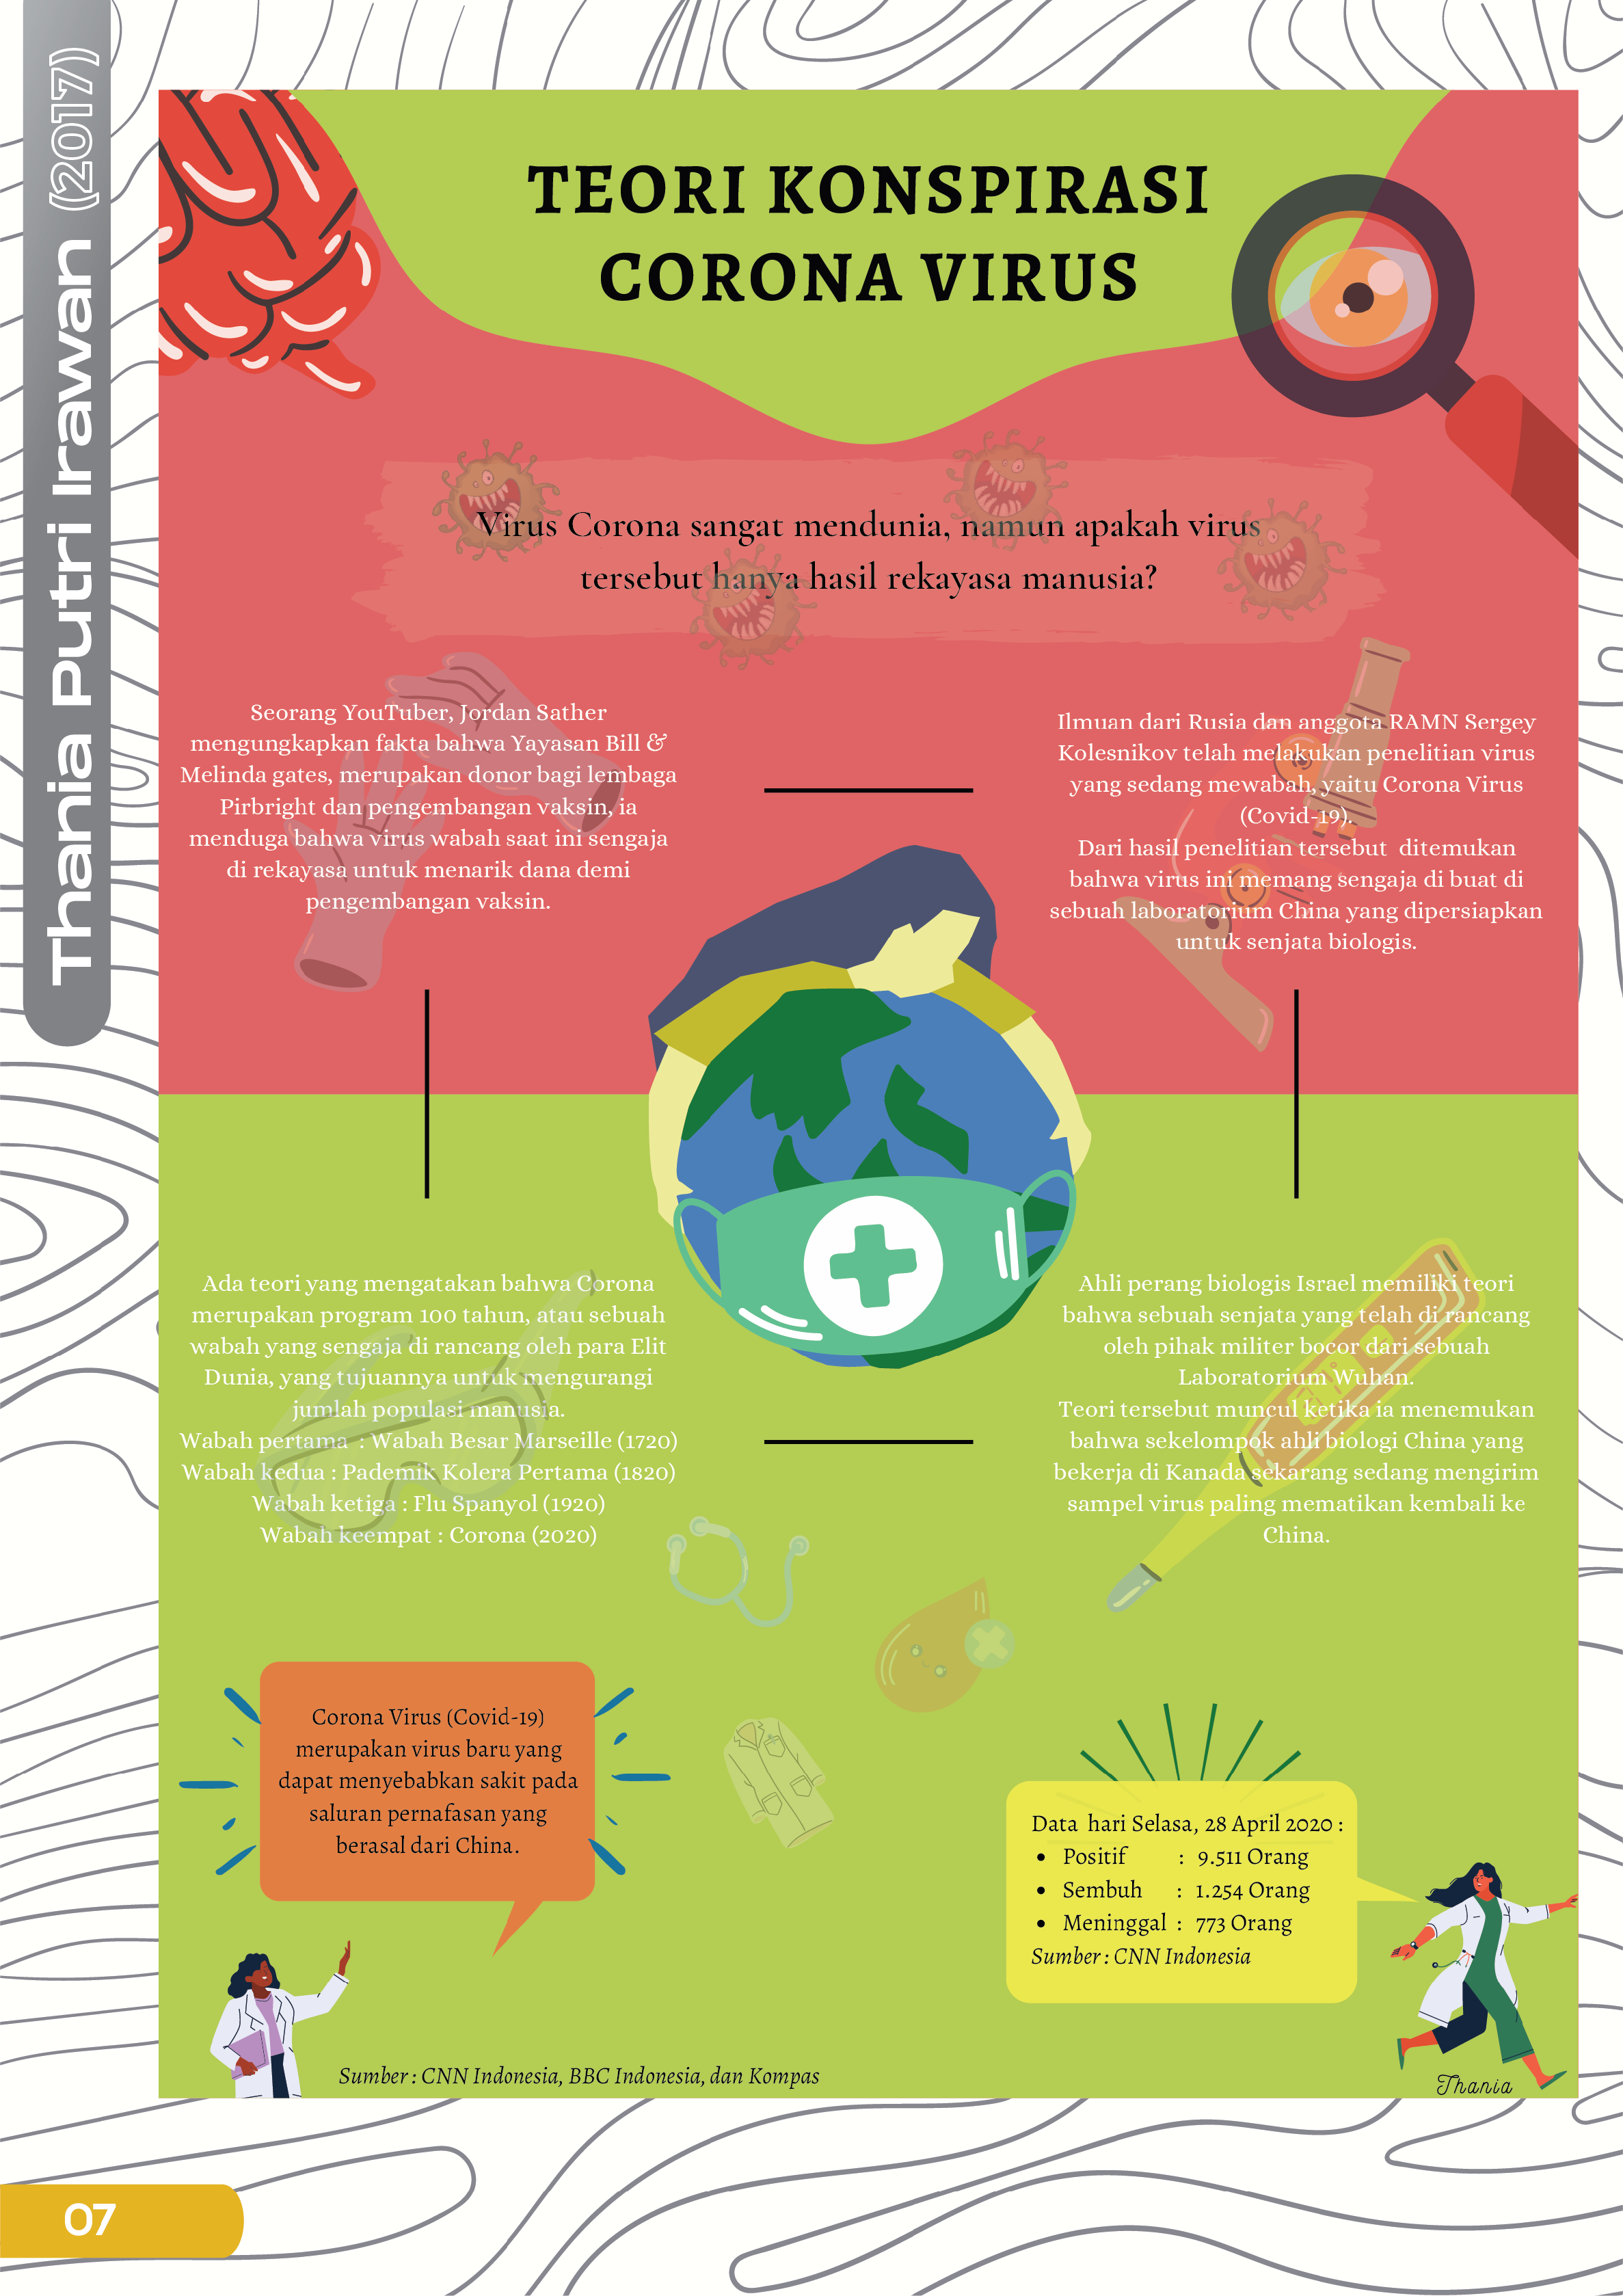 Thania Putri Irawan (2017)
TEORI KONSPIRASI
CORONA VIRUS
Virus Corona sangat mendunia, namun apakah virus
tersebut hanya hasil rekayasa manusia?
Seorang YouTuber, Jordan Sather
mengungkapkan fakta bahwa Yayasan Bill &
Melinda gates, merupakan donor bagi lembaga
Pirbright dan pengembangan vaksin, ia
menduga bahwa virus wabah saat ini sengaja
di rekayasa untuk menarik dana demi
pengembangan vaksin.
Ilmuan dari Rusia dan anggota RAMN Sergey
Kolesnikov telah melakukan penelitian virus
yang sedang mewabah, yaitu Corona Virus
(Covid-19).
Dari hasil penelitian tersebut ditemukan
bahwa virus ini memang sengaja di buat di
sebuah laboratorium China yang dipersiapkan
untuk senjata biologis.
Ada teori yang mengatakan bahwa Corona
merupakan program 100 tahun, atau sebuah
wabah yang sengaja di rancang oleh para Elit
Dunia, yang tujuannya untuk mengurangi
jumlah populasi manusia.
Wabah pertama : Wabah Besar Marseille (1720)
Wabah kedua : Pademik Kolera Pertama (1820)
Wabah ketiga : Flu Spanyol (1920)
Wabah keempat : Corona (2020)
Ahli perang biologis Israel memiliki teori
bahwa sebuah senjata yang telah di rancang
oleh pihak militer bocor dari sebuah
Laboratorium Wuhan.
Teori tersebut muncul ketika ia menemukan
bahwa sekelompok ahli biologi China yang
bekerja di Kanada sekarang sedang mengirim
sampel virus paling mematikan kembali ke
China.
Corona Virus (Covid-19)
merupakan virus baru yang
dapat menyebabkan sakit pada
saluran pernafasan yang
berasal dari China.
Data hari Selasa, 28 April 2020 :
• Positif : 9.511 Orang
• Sembuh : 1.254 Orang
• Meninggal : 773 Orang
Sumber : CNN Indonesia
Sumber : CNN Indonesia, BBC Indonesia, dan Kompas
Thania
07